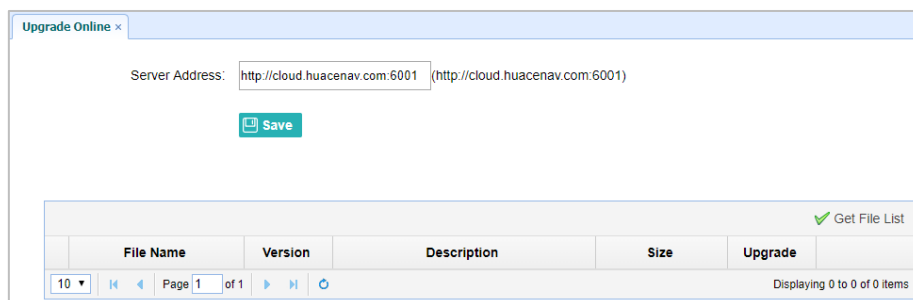 Upgrade Online ×
Server Address: http://cloud.huacenav.com:6001 (http://cloud.huacenav.com:6001)
Save
Get File List
File Name Version Description Size Upgrade
10 Page 1 of 1 Displaying 0 to 0 of 0 items